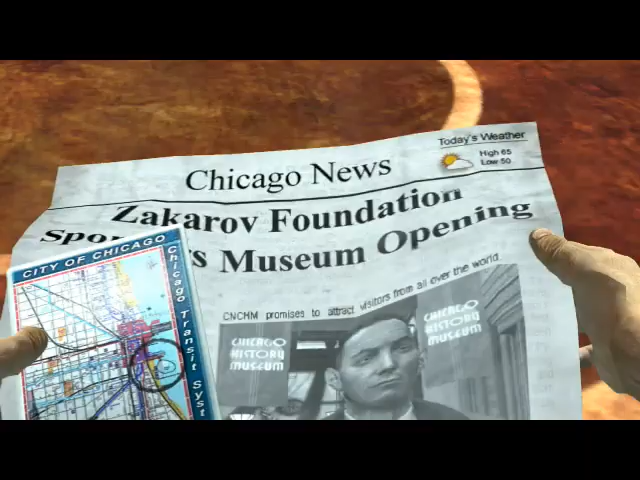 Today's Weather
High 65
Low 50
Chicago News
Zakarov Foundation
Museum Opening
CNCHM promises to attract visitors from all over the world.
CHICAGO
HISTORY
MUSEUM
CHICAGO
HISTORY
MUSEUM
CITY OF CHICAGO
Chicago Transit Syst